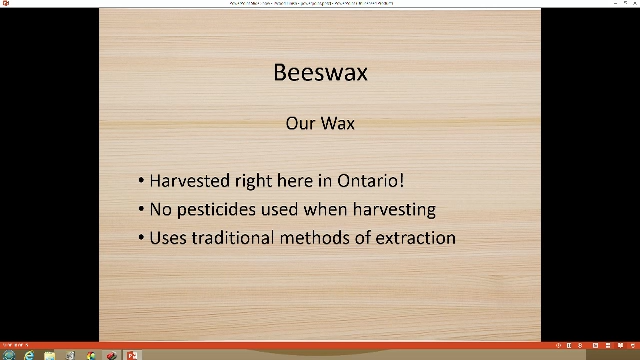 Beeswax
Our Wax
• Harvested right here in Ontario!
• No pesticides used when harvesting
• Uses traditional methods of extraction